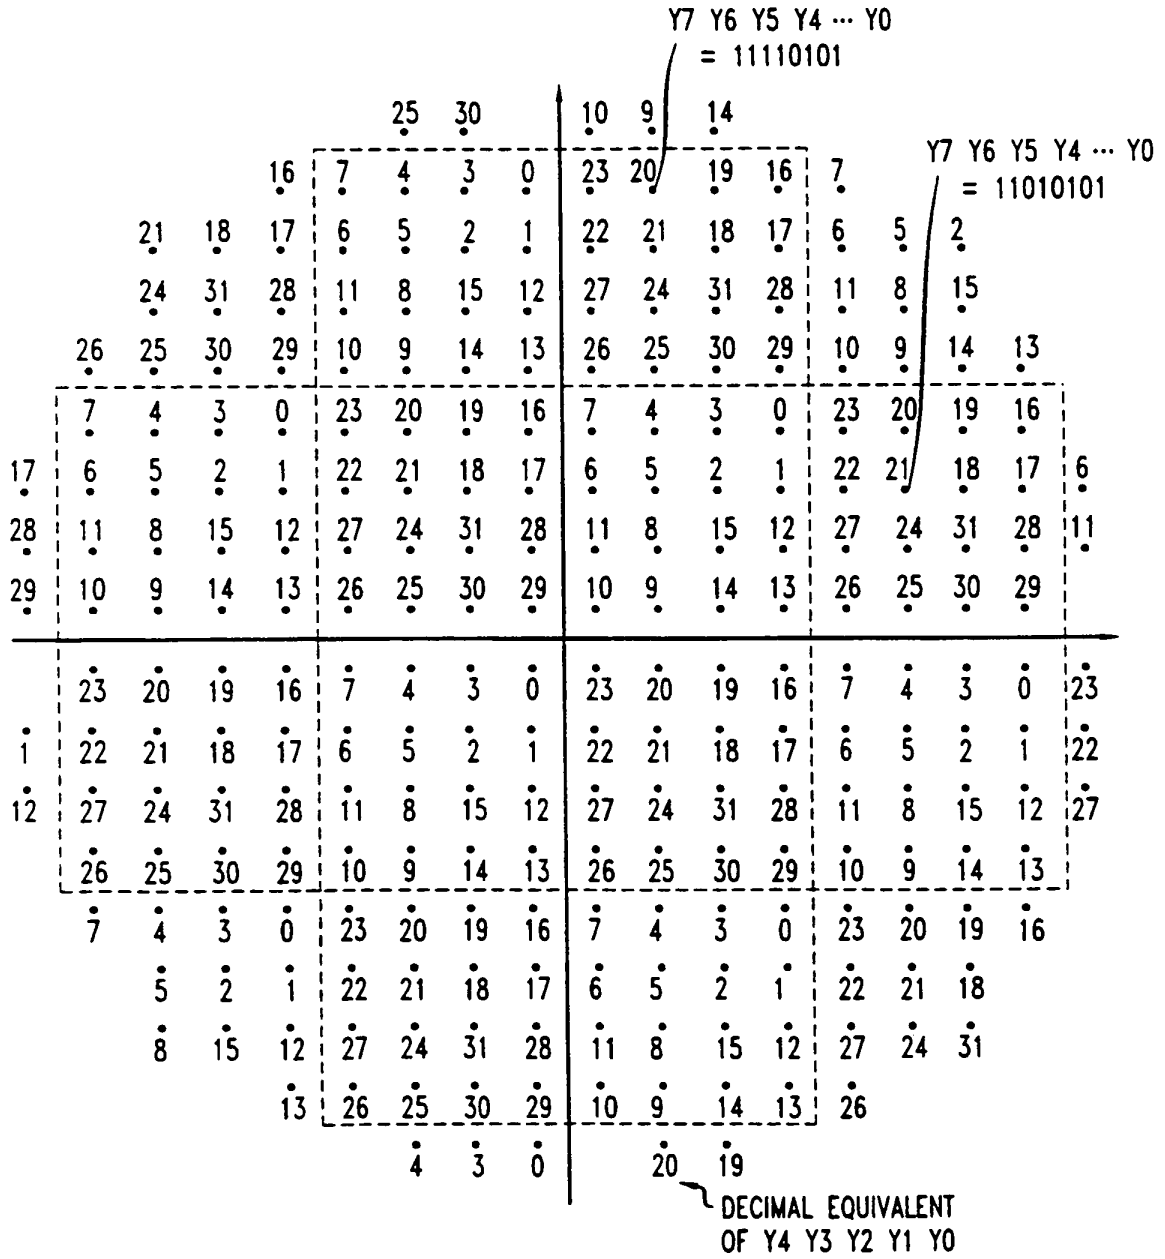 Y7 Y6 Y5 Y4 ··· Y0
= 11110101
25 30 10 9 14
Y7 Y6 Y5 Y4 ··· Y0
= 11010101
16 7 4 3 0 23 20 19 16 7
21 18 17 6 5 2 1 22 21 18 17 6 5 2
24 31 28 11 8 15 12 27 24 31 28 11 8 15
26 25 30 29 10 9 14 13 26 25 30 29 10 9 14 13
7 4 3 0 23 20 19 16 7 4 3 0 23 20 19 16
17 6 5 2 1 22 21 18 17 6 5 2 1 22 21 18 17 6
28 11 8 15 12 27 24 31 28 11 8 15 12 27 24 31 28 11
29 10 9 14 13 26 25 30 29 10 9 14 13 26 25 30 29
23 20 19 16 7 4 3 0 23 20 19 16 7 4 3 0 23
1 22 21 18 17 6 5 2 1 22 21 18 17 6 5 2 1 22
12 27 24 31 28 11 8 15 12 27 24 31 28 11 8 15 12 27
26 25 30 29 10 9 14 13 26 25 30 29 10 9 14 13
7 4 3 0 23 20 19 16 7 4 3 0 23 20 19 16
5 2 1 22 21 18 17 6 5 2 1 22 21 18
8 15 12 27 24 31 28 11 8 15 12 27 24 31
13 26 25 30 29 10 9 14 13 26
4 3 0 20 19
DECIMAL EQUIVALENT
OF Y4 Y3 Y2 Y1 Y0